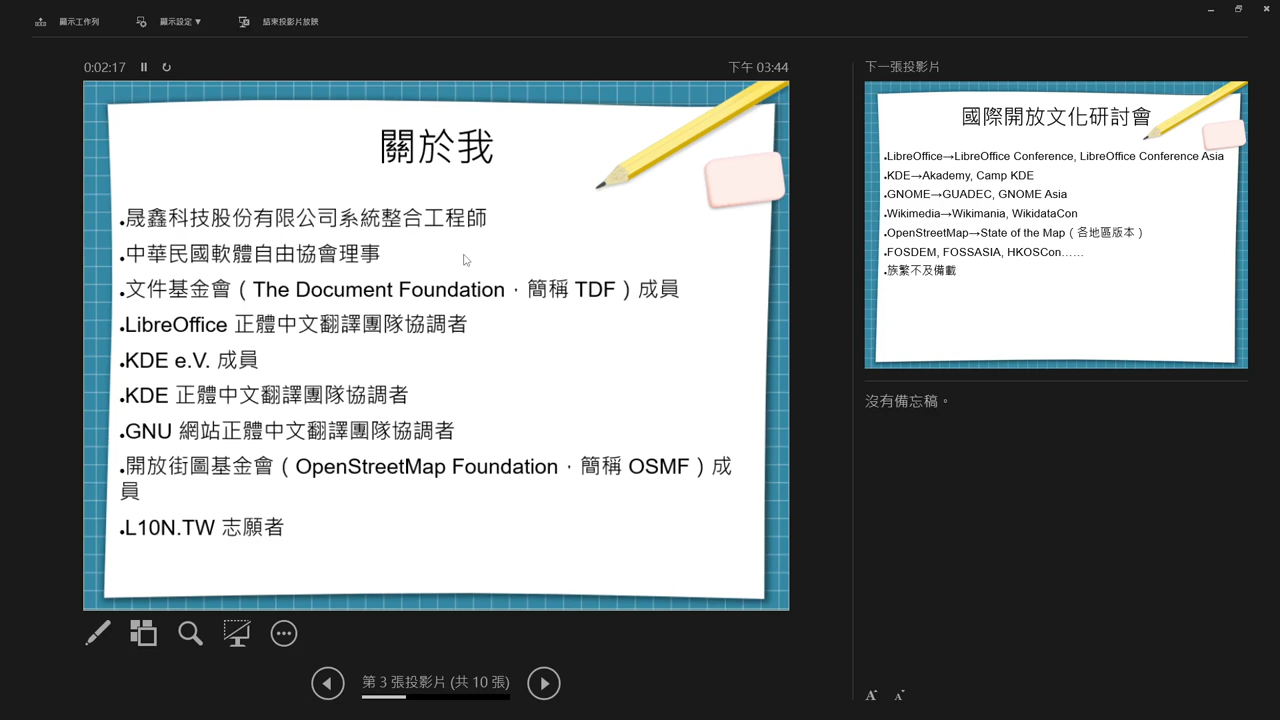 顯示工作列
顯示設定 ▼
結束投影片放映
0:02:17
下午 03:44
關於我
•晟鑫科技股份有限公司系統整合工程師
•中華民國軟體自由協會理事
•文件基金會（The Document Foundation，簡稱 TDF）成員
•LibreOffice 正體中文翻譯團隊協調者
•KDE e.V. 成員
•KDE 正體中文翻譯團隊協調者
•GNU 網站正體中文翻譯團隊協調者
•開放街圖基金會（OpenStreetMap Foundation，簡稱 OSMF）成
員
•L10N.TW 志願者
第 3 張投影片 (共 10 張)
下一張投影片
國際開放文化研討會
•LibreOffice→LibreOffice Conference, LibreOffice Conference Asia
•KDE→Akademy, Camp KDE
•GNOME→GUADEC, GNOME Asia
•Wikimedia→Wikimania, WikidataCon
•OpenStreetMap→State of the Map（各地區版本）
•FOSDEM, FOSSASIA, HKOSCon……
•族繁不及備載
沒有備忘稿。
A A